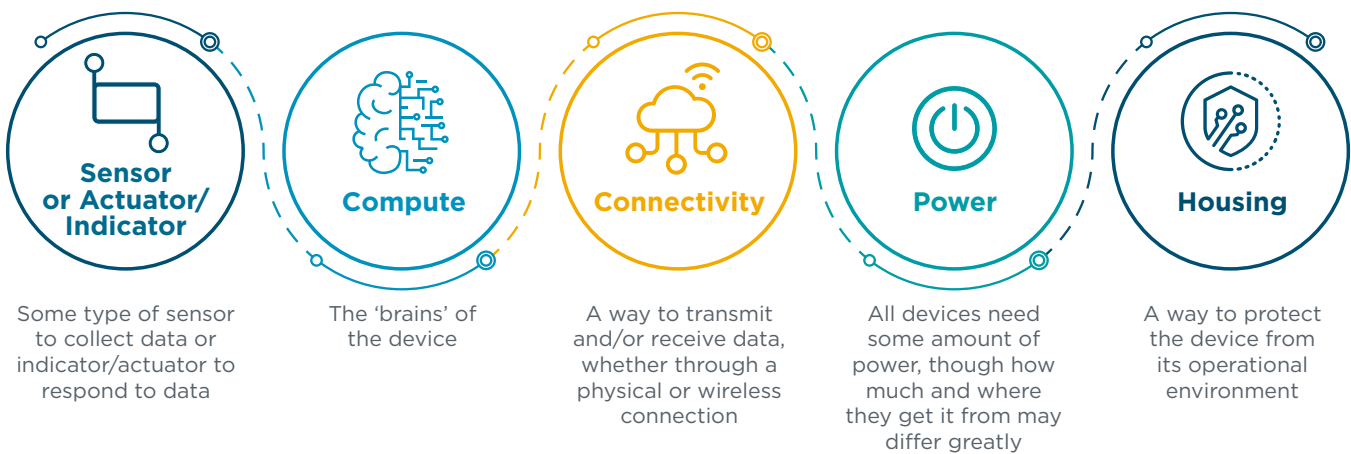 Sensor
or Actuator/
Indicator
Some type of sensor
to collect data or
indicator/actuator to
respond to data
Compute
The ‘brains’ of
the device
Connectivity
A way to transmit
and/or receive data,
whether through a
physical or wireless
connection
Power
All devices need
some amount of
power, though how
much and where
they get it from may
differ greatly
Housing
A way to protect
the device from
its operational
environment